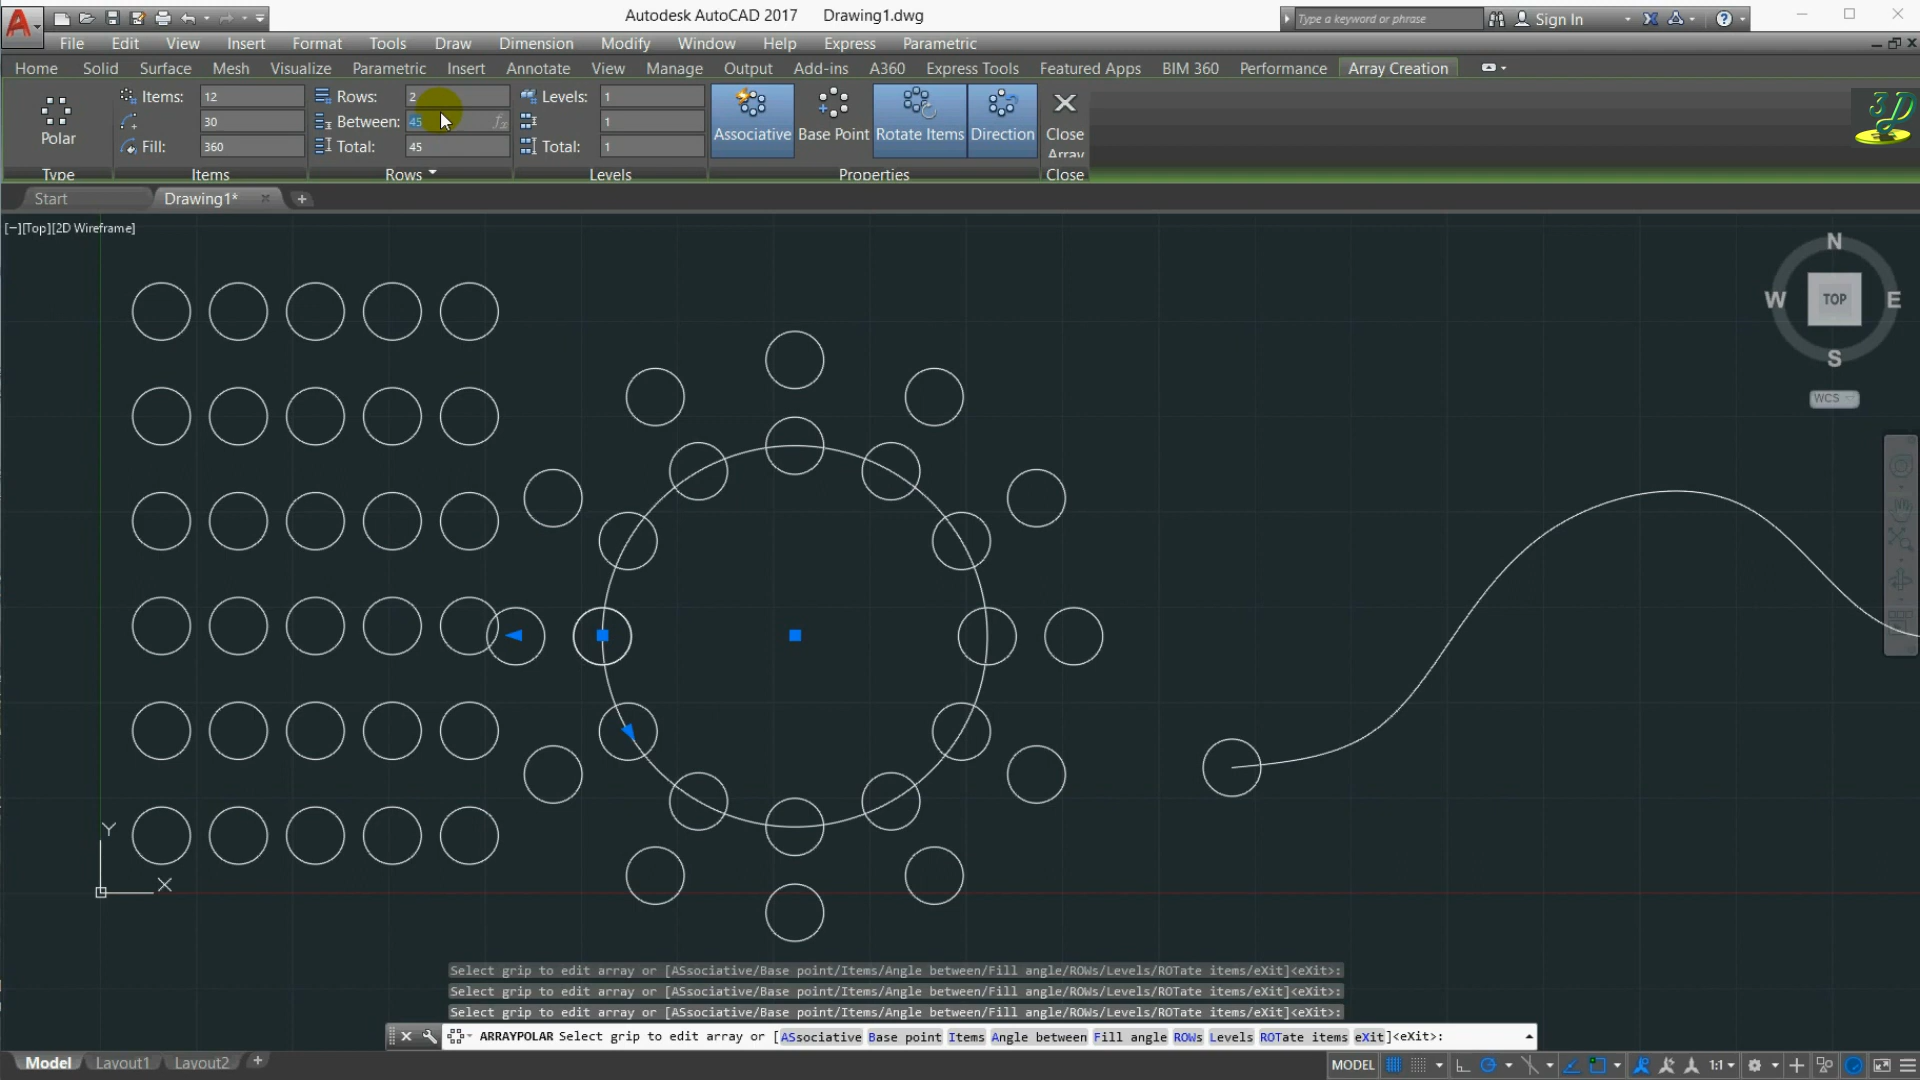 Autodesk AutoCAD 2017 Drawing1.dwg
Type a keyword or phrase
Sign In
File Edit View Insert Format Tools Draw Dimension Modify Window Help Express Parametric
Home Solid Surface Mesh Visualize Parametric Insert Annotate View Manage Output Add-ins A360 Express Tools Featured Apps BIM 360 Performance Array Creation
Polar
Items: 12
30
Fill: 360
Rows: 2
Between: 45
Total: 45
Levels: 1
1
Total: 1
Associative Base Point Rotate Items Direction Close Array
3D
Type Items Rows Levels Properties Close
Start Drawing1*
[−][Top][2D Wireframe]
N
W TOP E
S
WCS
Y
X
Select grip to edit array or [ASsociative/Base point/Items/Angle between/Fill angle/ROWs/Levels/ROTate items/eXit]<eXit>:
Select grip to edit array or [ASsociative/Base point/Items/Angle between/Fill angle/ROWs/Levels/ROTate items/eXit]<eXit>:
Select grip to edit array or [ASsociative/Base point/Items/Angle between/Fill angle/ROWs/Levels/ROTate items/eXit]<eXit>:
ARRAYPOLAR Select grip to edit array or [ASsociative Base point Items Angle between Fill angle ROWs Levels ROTate items eXit]<eXit>:
Model Layout1 Layout2 +
MODEL 1:1